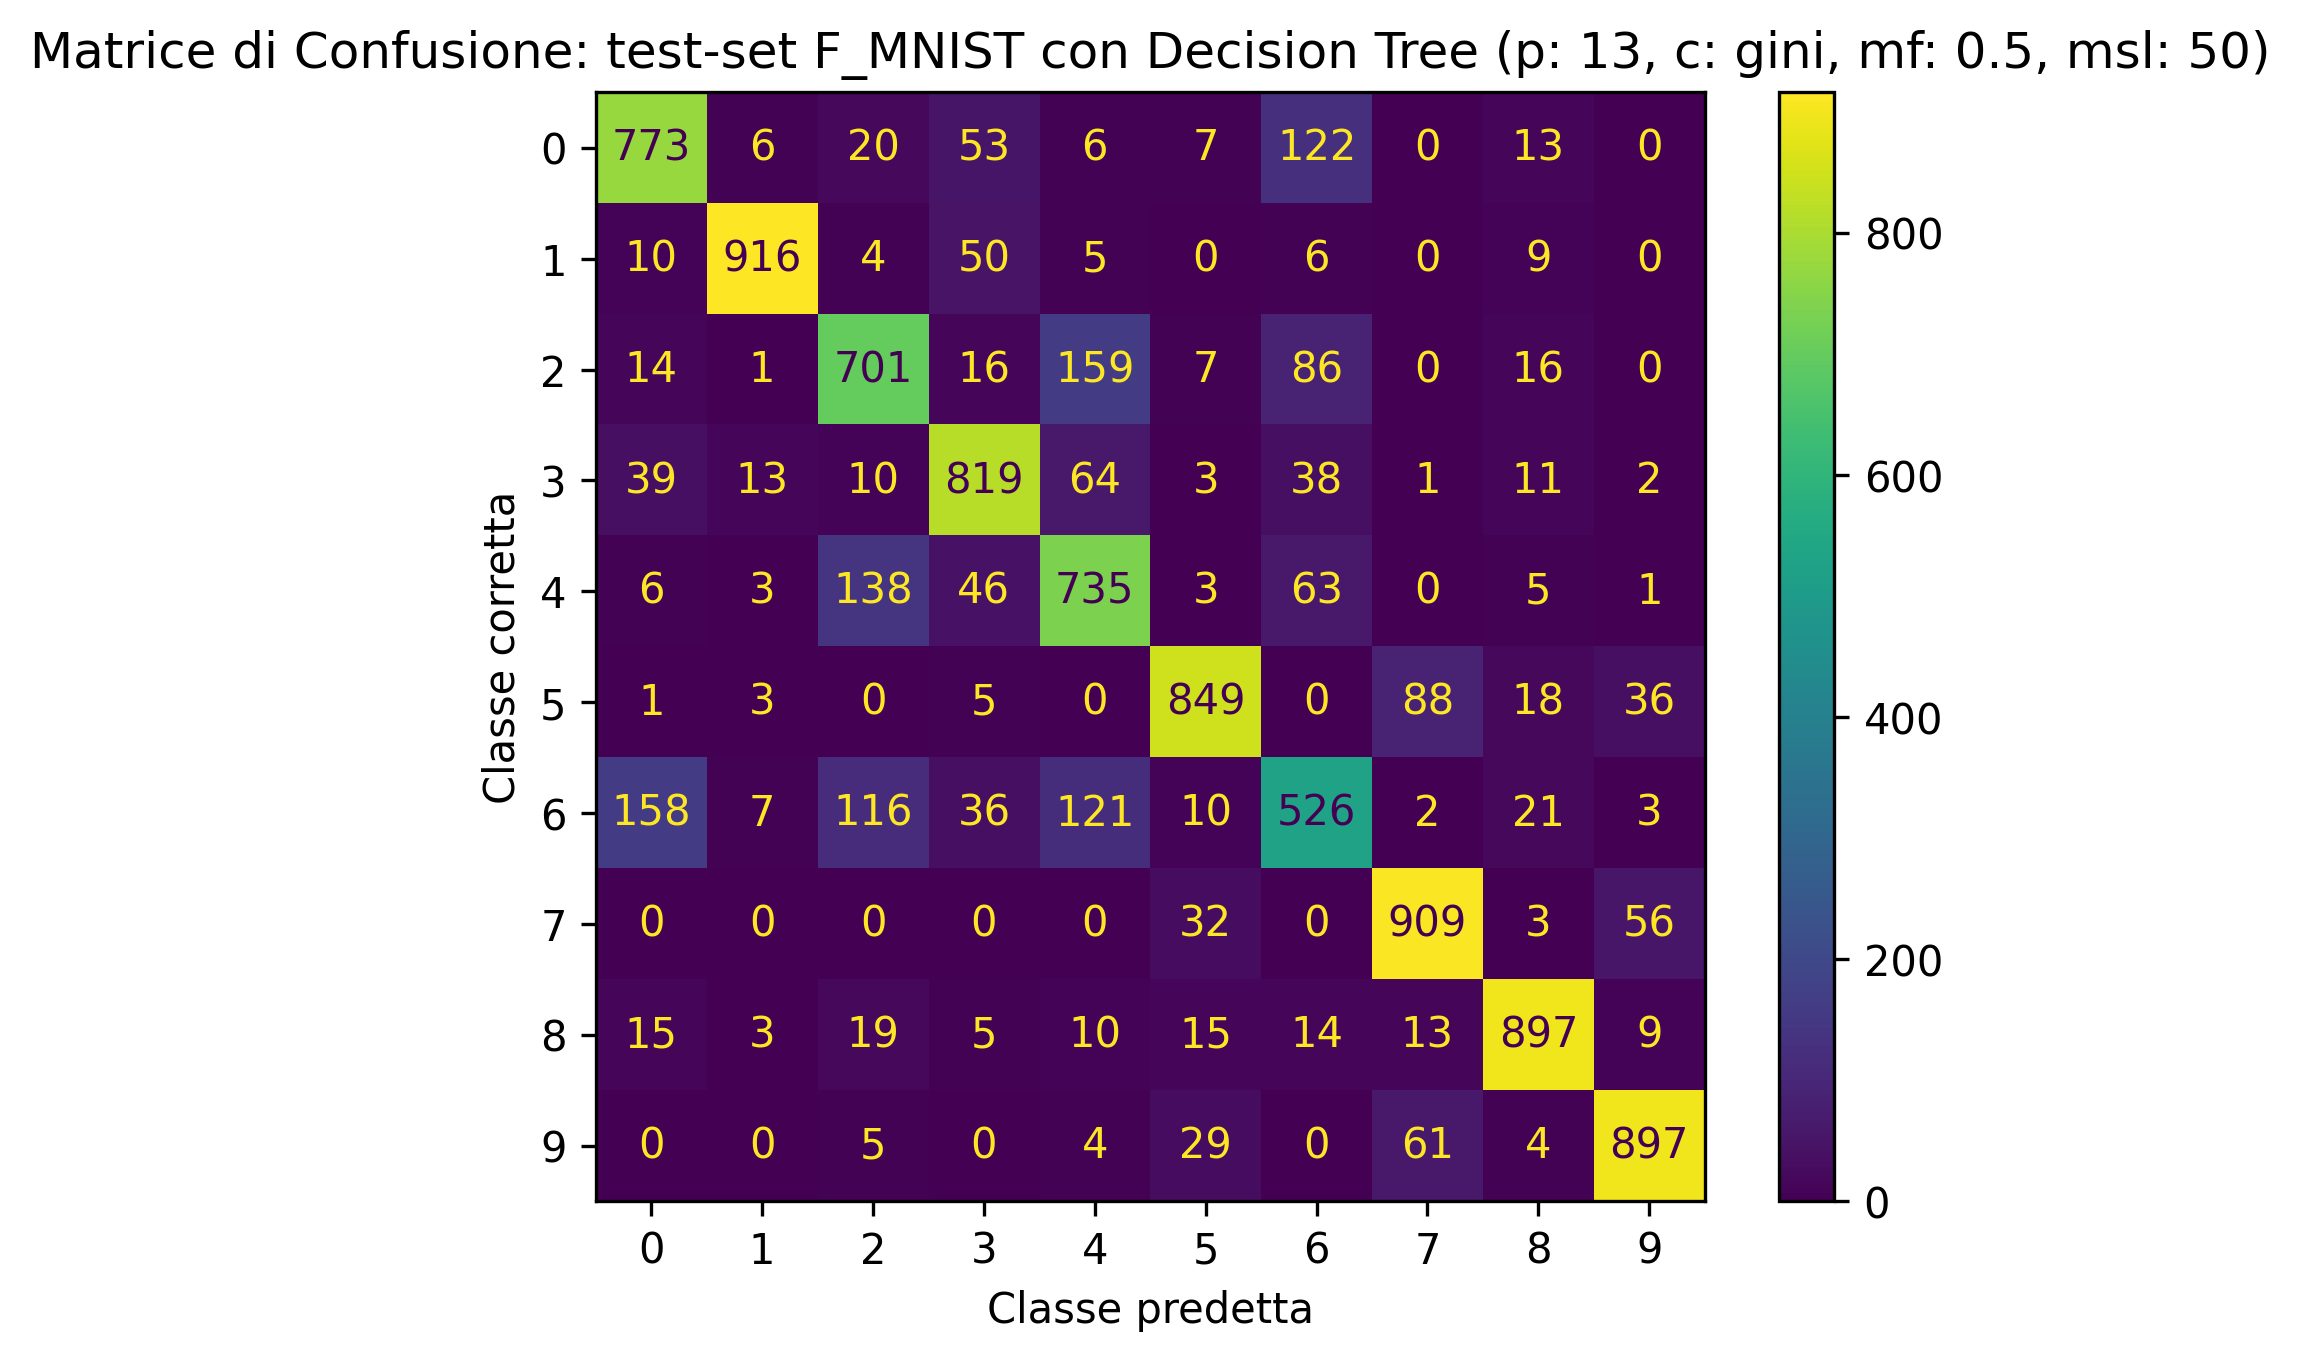 Matrice di Confusione: test-set F_MNIST con Decision Tree (p: 13, c: gini, mf: 0.5, msl: 50)
0 773 6 20 53 6 7 122 0 13 0
1 10 916 4 50 5 0 6 0 9 0
2 14 1 701 16 159 7 86 0 16 0
3 39 13 10 819 64 3 38 1 11 2
4 6 3 138 46 735 3 63 0 5 1
5 1 3 0 5 0 849 0 88 18 36
6 158 7 116 36 121 10 526 2 21 3
7 0 0 0 0 0 32 0 909 3 56
8 15 3 19 5 10 15 14 13 897 9
9 0 0 5 0 4 29 0 61 4 897
0 1 2 3 4 5 6 7 8 9
Classe predetta
Classe corretta
800
600
400
200
0